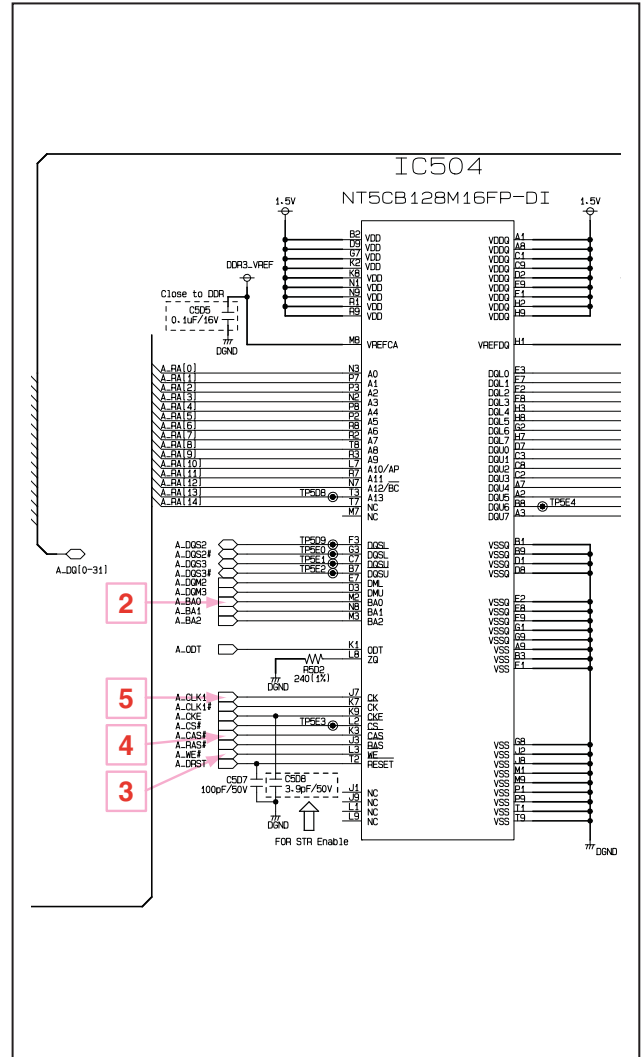 IC504
NT5CB128M16FP-DI
1.5V
1.5V
DDR3_VREF
Close to DDR
C5D5
0.1uF/16V
DGND
B2 VDD
D9 VDD
G7 VDD
K2 VDD
K8 VDD
N1 VDD
N9 VDD
R1 VDD
R9 VDD
VDDQ A1
VDDQ A8
VDDQ C1
VDDQ C9
VDDQ D2
VDDQ E9
VDDQ F1
VDDQ H2
VDDQ H9
M8 VREFCA
VREFDQ H1
A_RA[0] N3 A0
A_RA[1] P7 A1
A_RA[2] P3 A2
A_RA[3] N2 A3
A_RA[4] P8 A4
A_RA[5] P2 A5
A_RA[6] R8 A6
A_RA[7] R2 A7
A_RA[8] T8 A8
A_RA[9] R3 A9
A_RA[10] L7 A10/AP
A_RA[11] R7 A11
A_RA[12] N7 A12/BC
A_RA[13] TP5D8 T3 A13
A_RA[14] T7 NC
M7 NC
DQL0 E3
DQL1 F7
DQL2 F2
DQL3 F8
DQL4 H3
DQL5 H8
DQL6 G2
DQL7 H7
DQU0 D7
DQU1 C3
DQU2 C8
DQU3 C2
DQU4 A7
DQU5 A2
DQU6 B8 TP5E4
DQU7 A3
A_DQ[0-31]
A_DQS2 TP5D9 F3 DQSL
A_DQS2# TP5E0 G3 DQSL
A_DQS3 TP5E1 C7 DQSU
A_DQS3# TP5E2 B7 DQSU
A_DQM2 E7 DML
A_DQM3 D3 DMU
A_BA0 M2 BA0
A_BA1 N8 BA1
A_BA2 M3 BA2
2
VSSQ B1
VSSQ B9
VSSQ D1
VSSQ D8
VSSQ E2
VSSQ E8
VSSQ F9
VSSQ G1
VSSQ G9
VSS A9
VSS B3
VSS E1
A_ODT K1 ODT
L8 ZQ
R5D2
240(1%)
DGND
5
4
3
A_CLK1 J7 CK
A_CLK1# K7 CK
A_CKE K9 CKE
A_CS# TP5E3 L2 CS
A_CAS# K3 CAS
A_RAS# J3 RAS
A_WE# L3 WE
A_DRST T2 RESET
VSS G8
VSS J2
VSS J8
VSS M1
VSS M9
VSS P1
VSS P9
VSS T1
VSS T9
C5D7
100pF/50V
C5D8
3.9pF/50V
J1 NC
J9 NC
L1 NC
L9 NC
DGND
FOR STR Enable
DGND